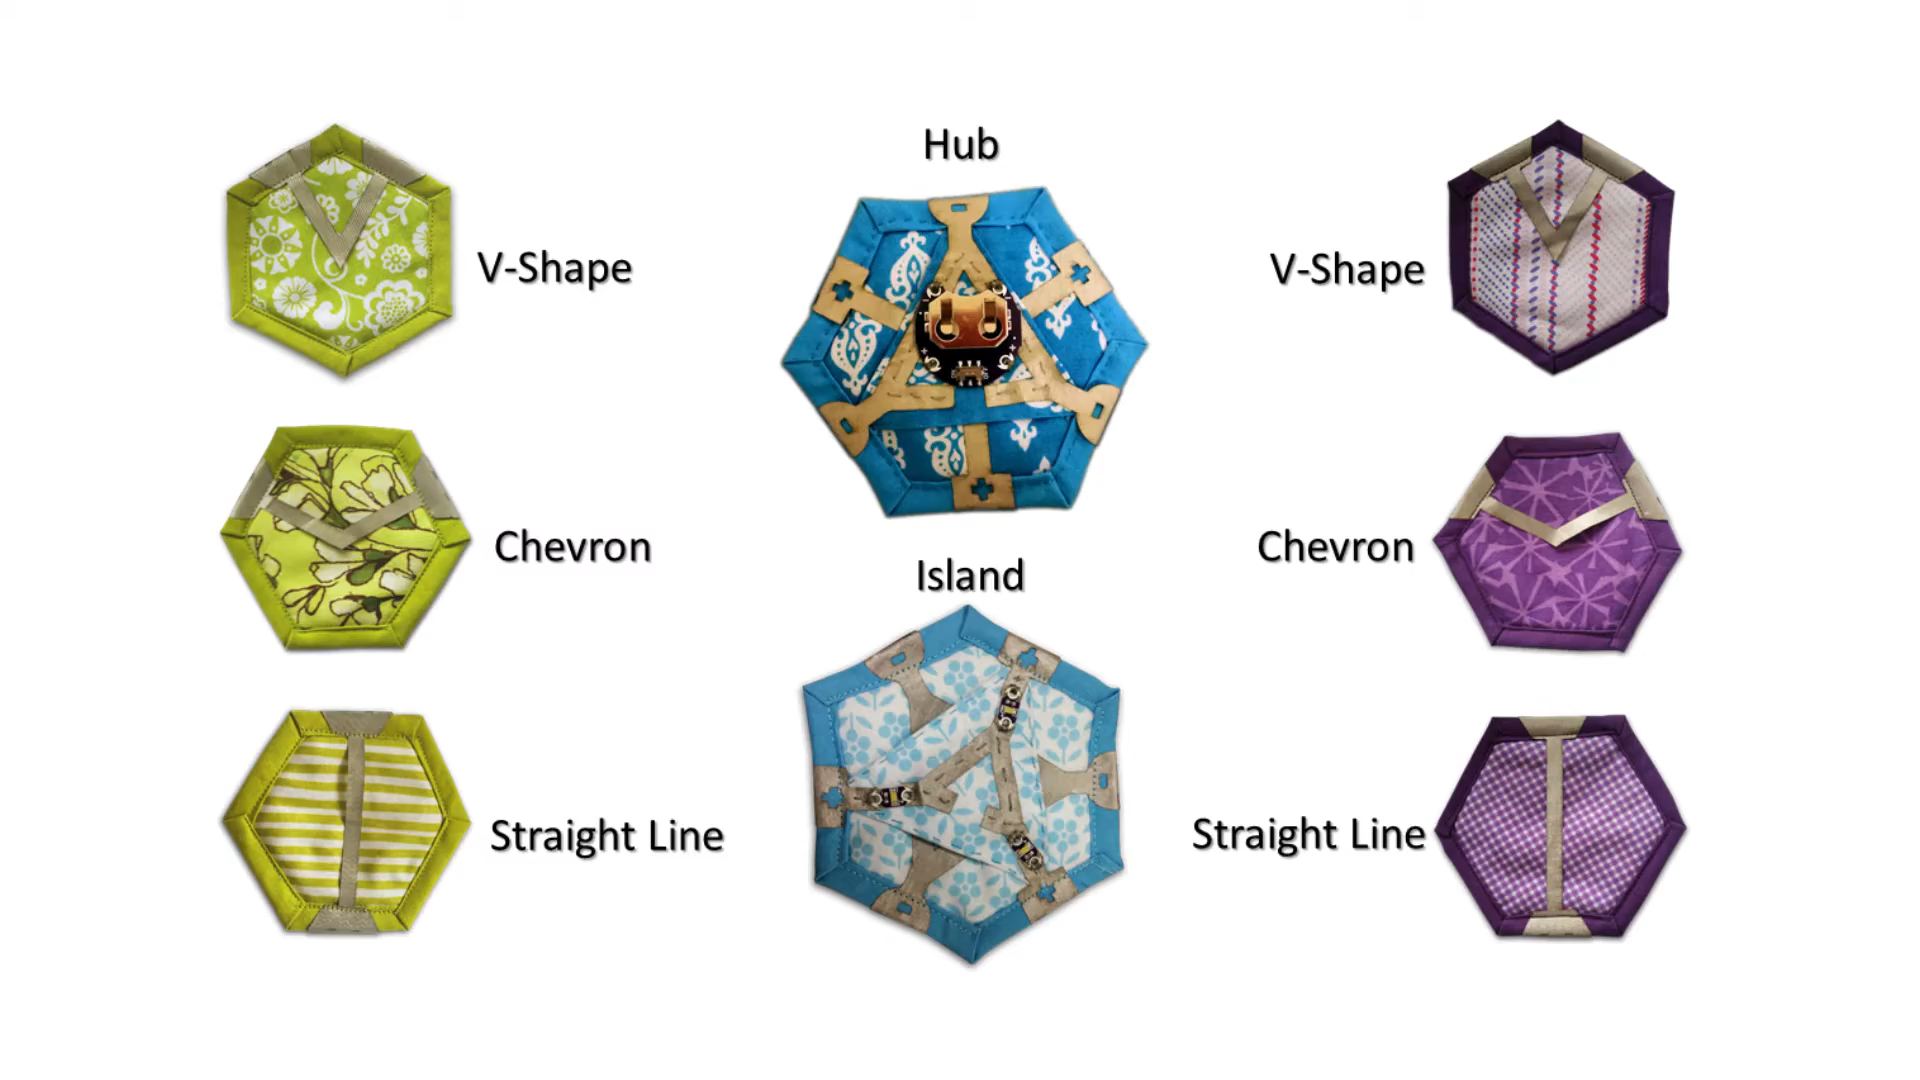 Hub
V-Shape
V-Shape
Chevron
Chevron
Island
Straight Line
Straight Line